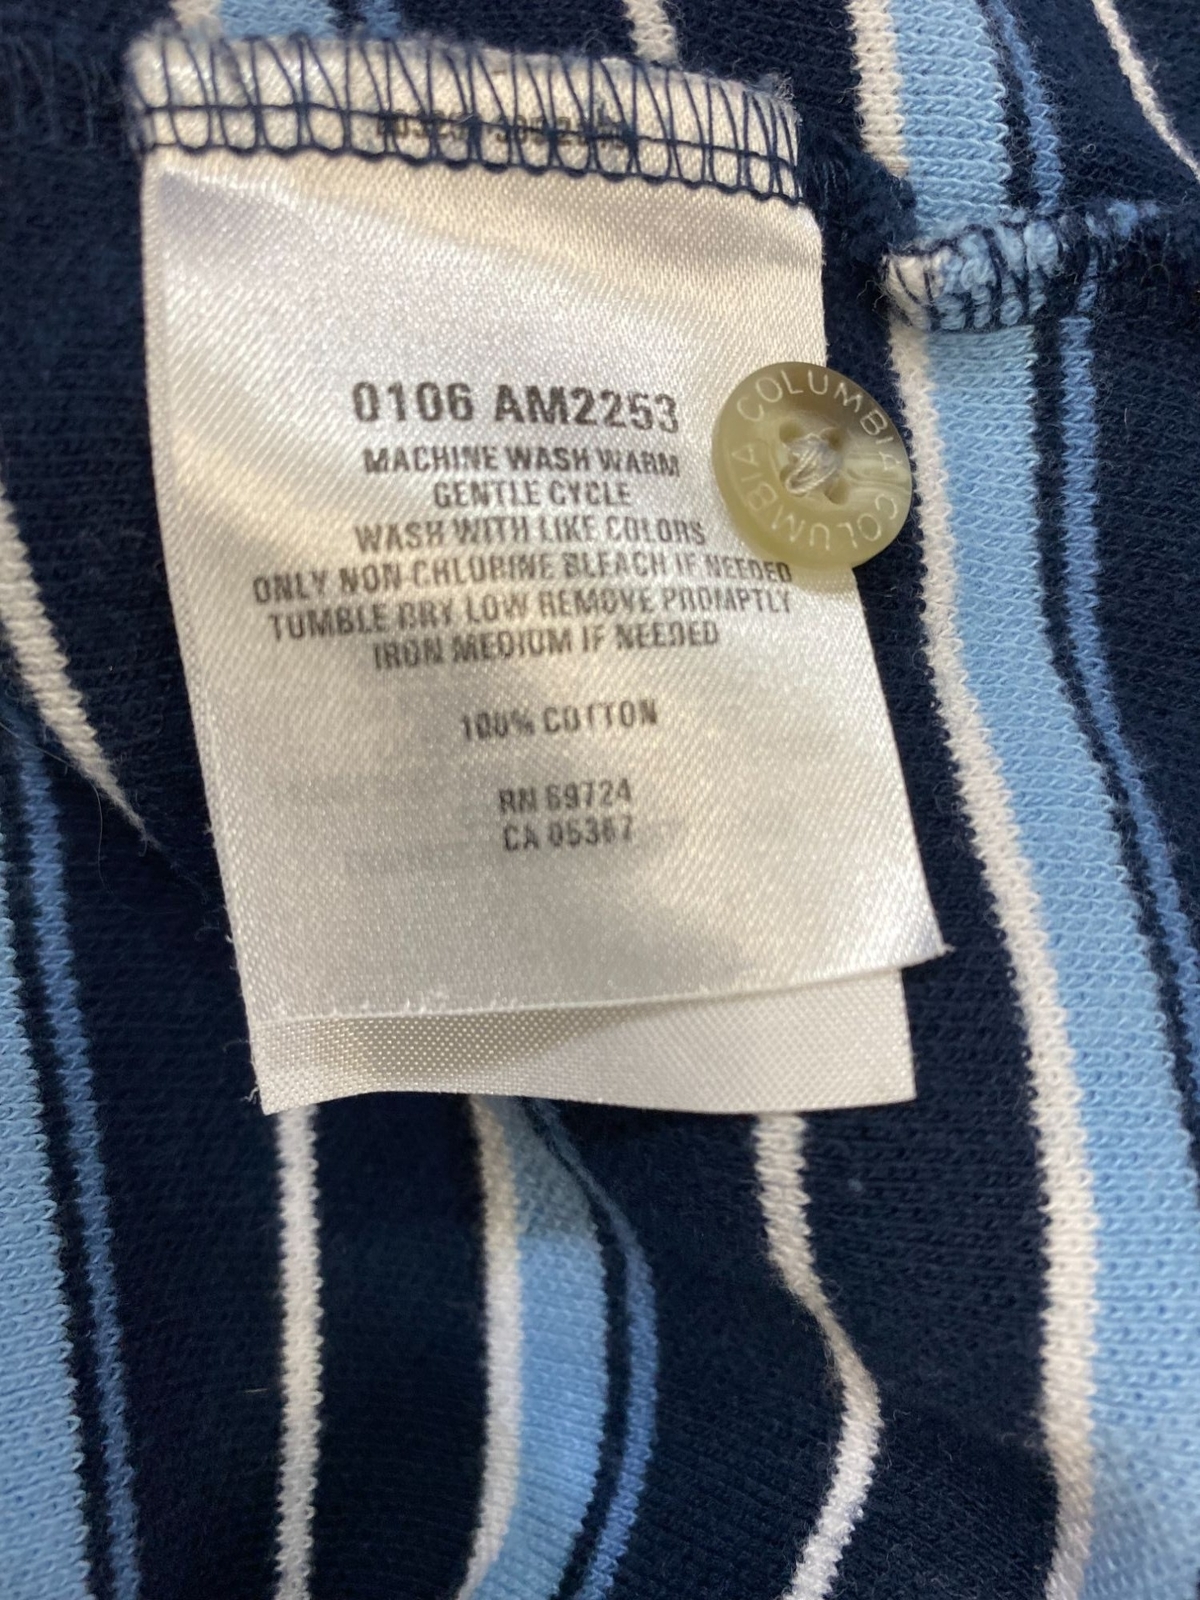 0106 AM2253
MACHINE WASH WARM
GENTLE CYCLE
WASH WITH LIKE COLORS
ONLY NON-CHLORINE BLEACH IF NEEDED
TUMBLE DRY LOW REMOVE PROMPTLY
IRON MEDIUM IF NEEDED
100% COTTON
RN 69724
CA 05367
COLUMBIA COLUMBIA